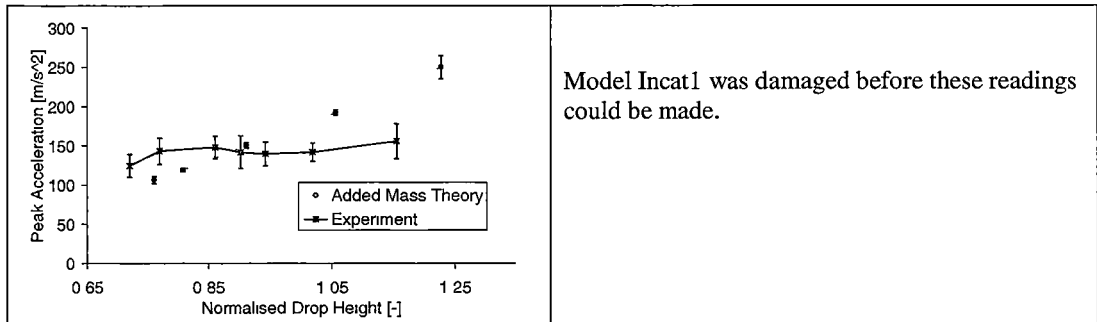 300
250
200
150
100
50
0
Peak Acceleration [m/s^2]
Added Mass Theory
Experiment
0 65 0 85 1 05 1 25
Normalised Drop Height [-]
Model Incat1 was damaged before these readings
could be made.